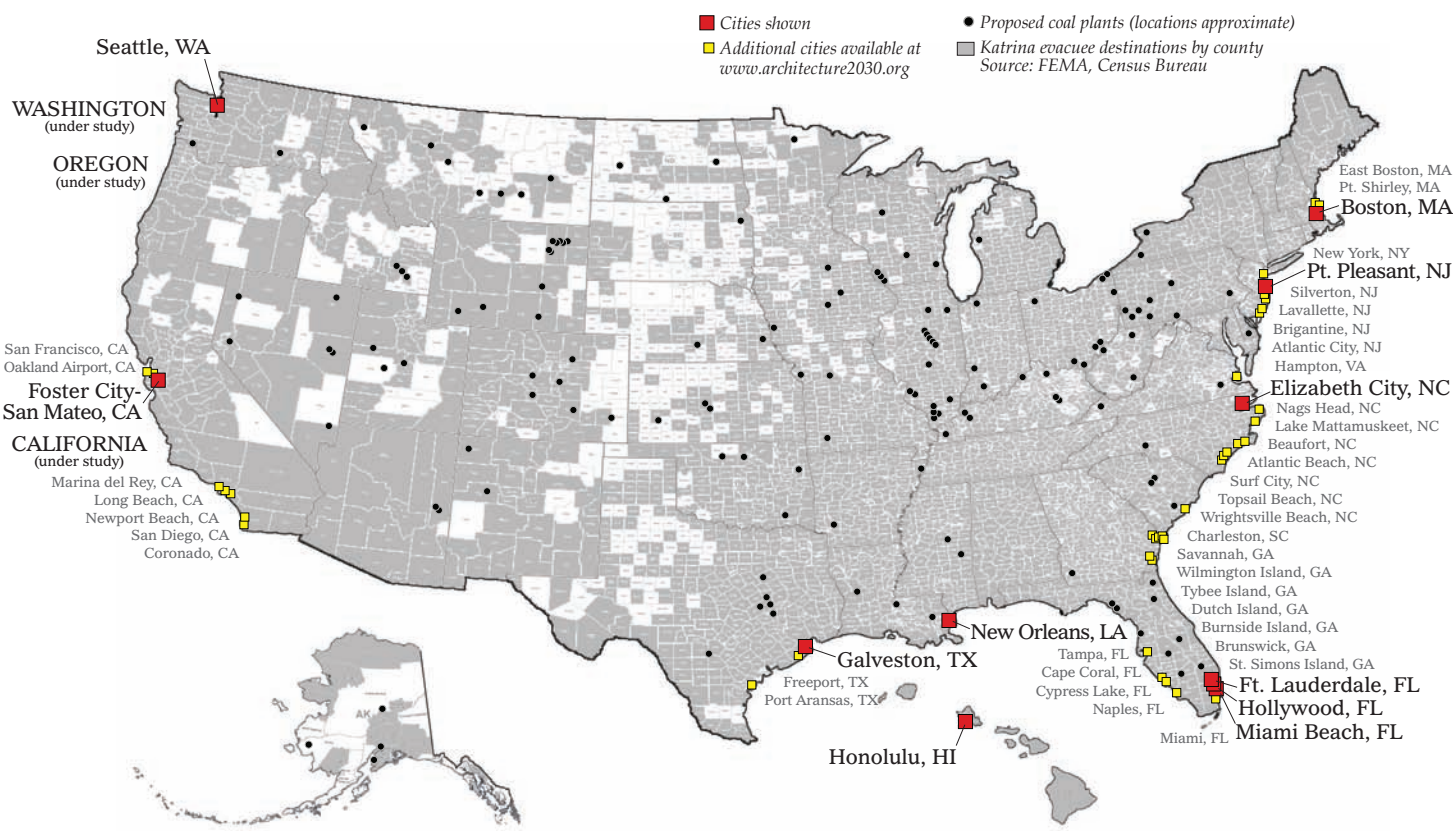 Cities shown
Additional cities available at
www.architecture2030.org
Proposed coal plants (locations approximate)
Katrina evacuee destinations by county
Source: FEMA, Census Bureau
Seattle, WA
WASHINGTON
(under study)
OREGON
(under study)
San Francisco, CA
Oakland Airport, CA
Foster City-
San Mateo, CA
CALIFORNIA
(under study)
Marina del Rey, CA
Long Beach, CA
Newport Beach, CA
San Diego, CA
Coronado, CA
East Boston, MA
Pt. Shirley, MA
Boston, MA
New York, NY
Pt. Pleasant, NJ
Silverton, NJ
Lavallette, NJ
Brigantine, NJ
Atlantic City, NJ
Hampton, VA
Elizabeth City, NC
Nags Head, NC
Lake Mattamuskeet, NC
Beaufort, NC
Atlantic Beach, NC
Surf City, NC
Topsail Beach, NC
Wrightsville Beach, NC
Charleston, SC
Savannah, GA
Wilmington Island, GA
Tybee Island, GA
Dutch Island, GA
Burnside Island, GA
Brunswick, GA
St. Simons Island, GA
Ft. Lauderdale, FL
Hollywood, FL
Miami Beach, FL
Miami, FL
Tampa, FL
Cape Coral, FL
Cypress Lake, FL
Naples, FL
New Orleans, LA
Galveston, TX
Freeport, TX
Port Aransas, TX
Honolulu, HI
AK